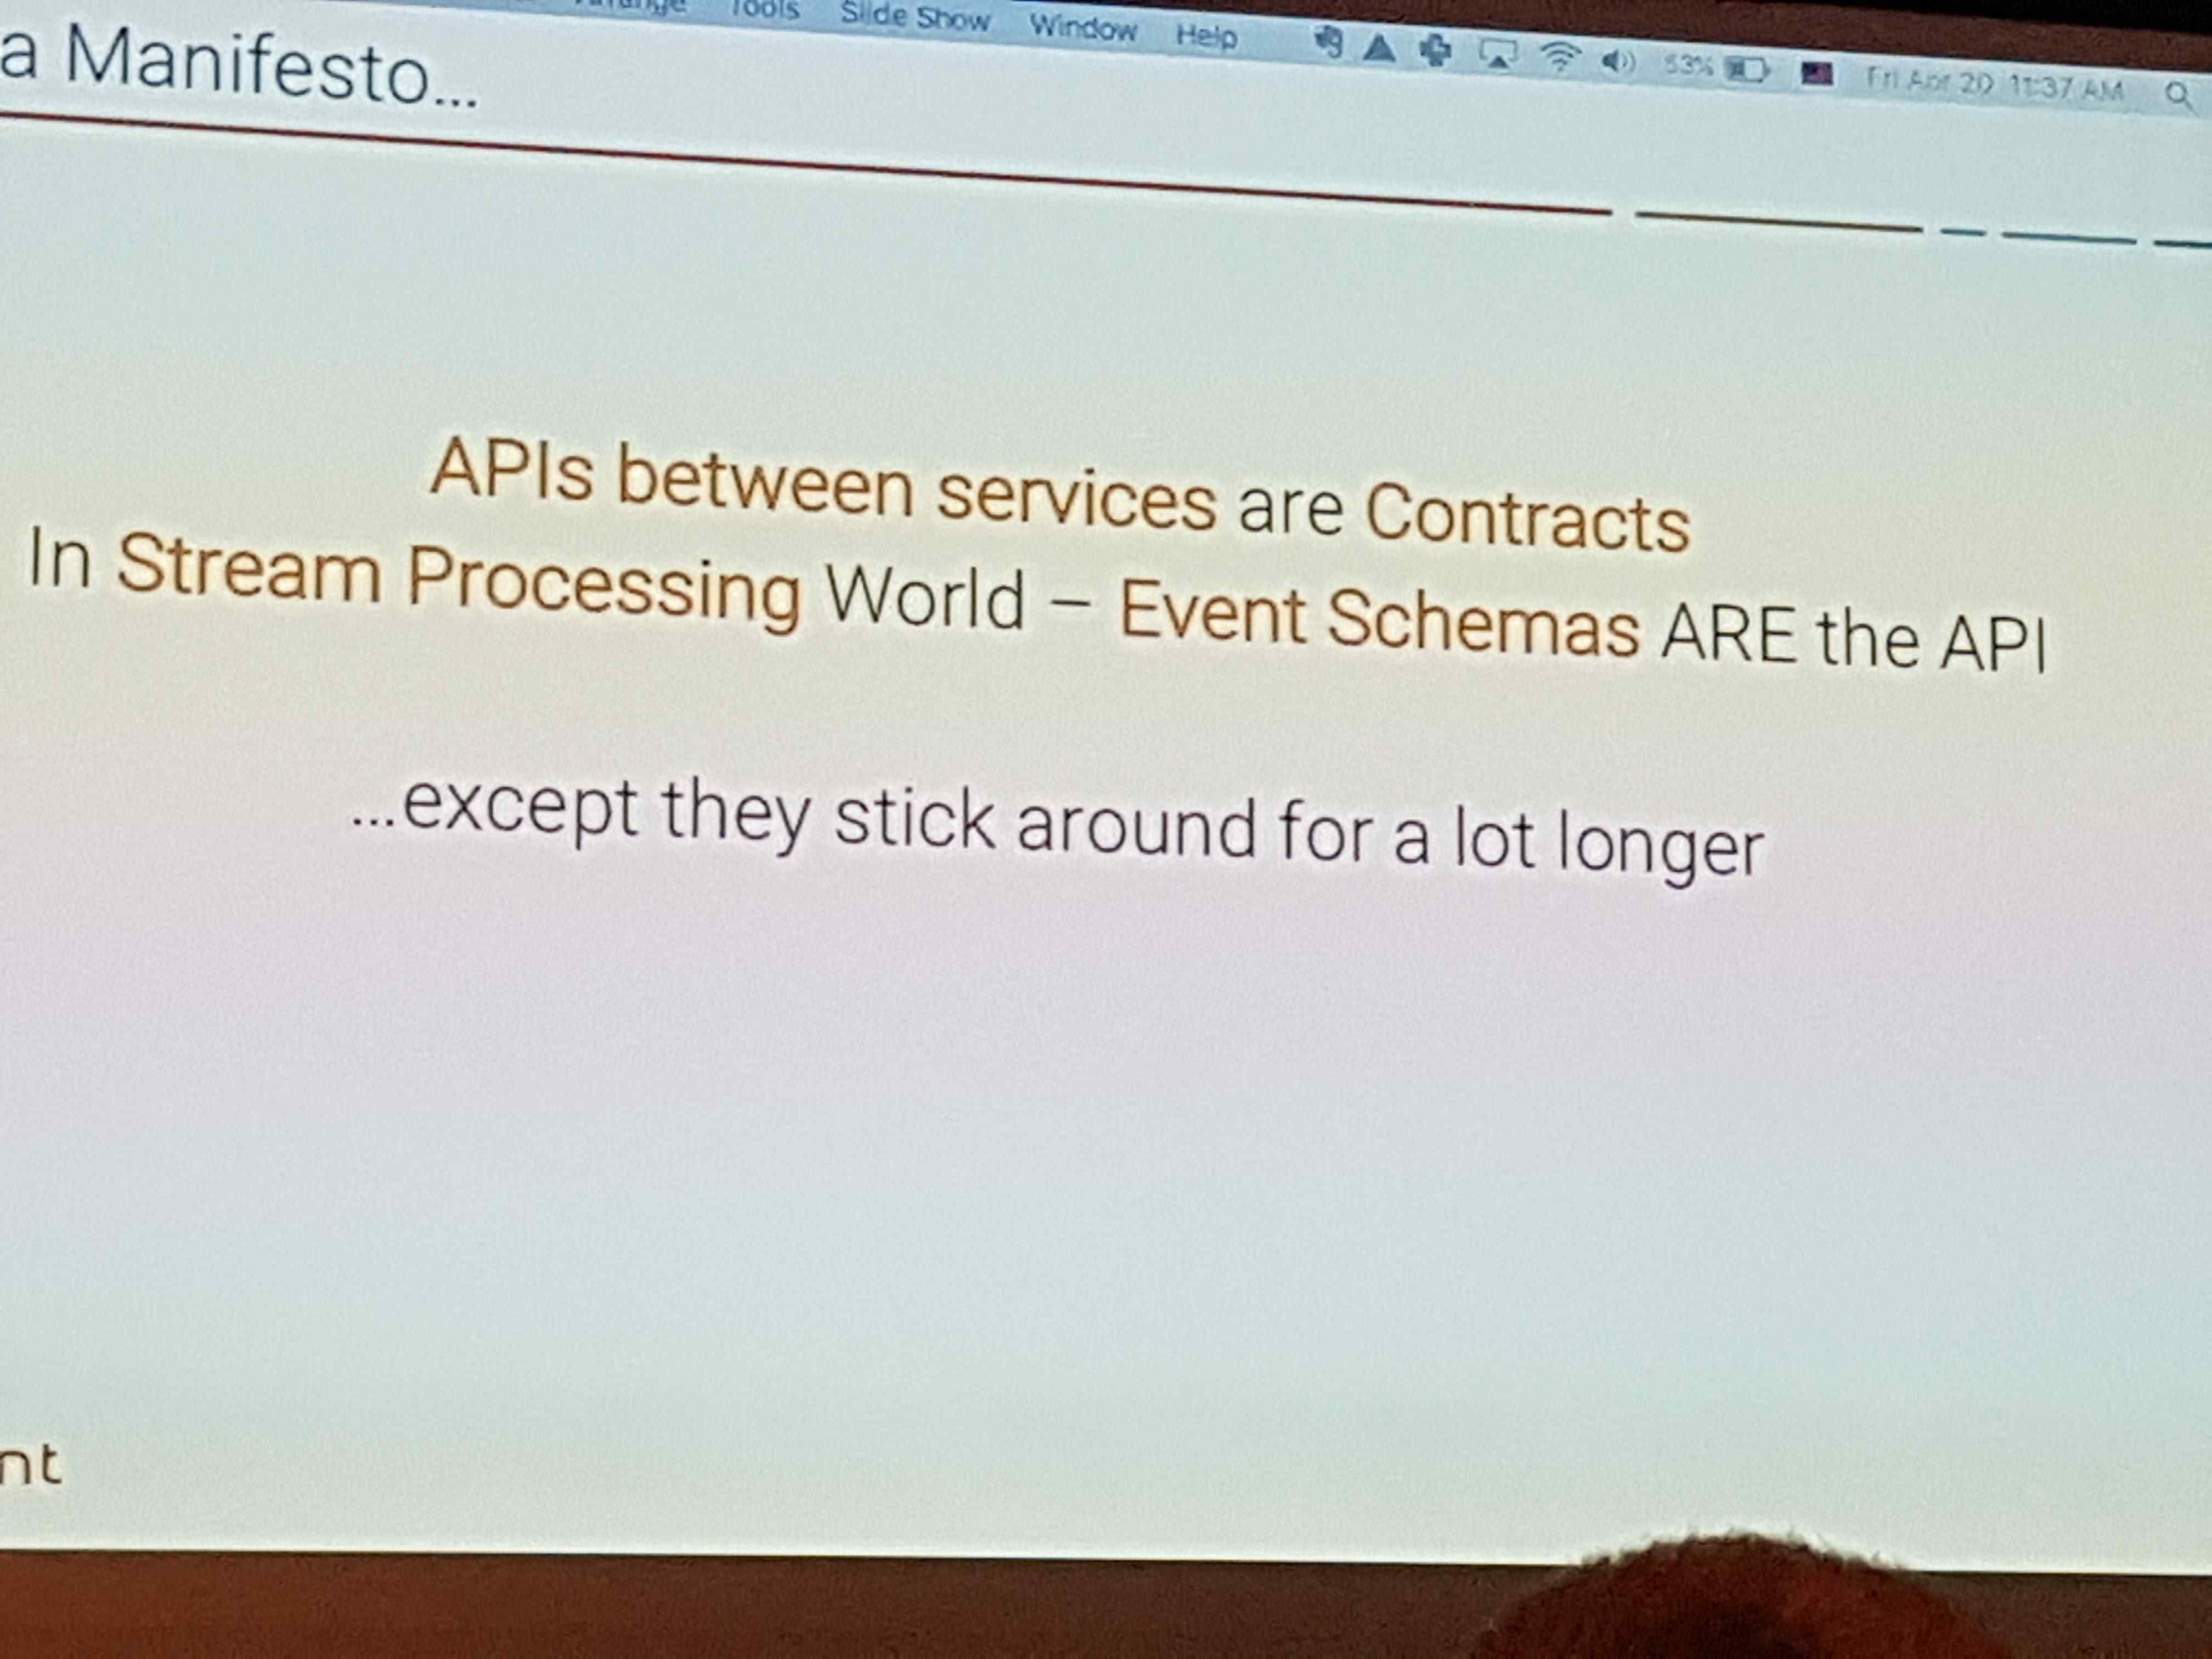 Tools Slide Show Window Help 53% Fri Apr 20 11:37 AM
a Manifesto...
APIs between services are Contracts
In Stream Processing World – Event Schemas ARE the API
...except they stick around for a lot longer
nt